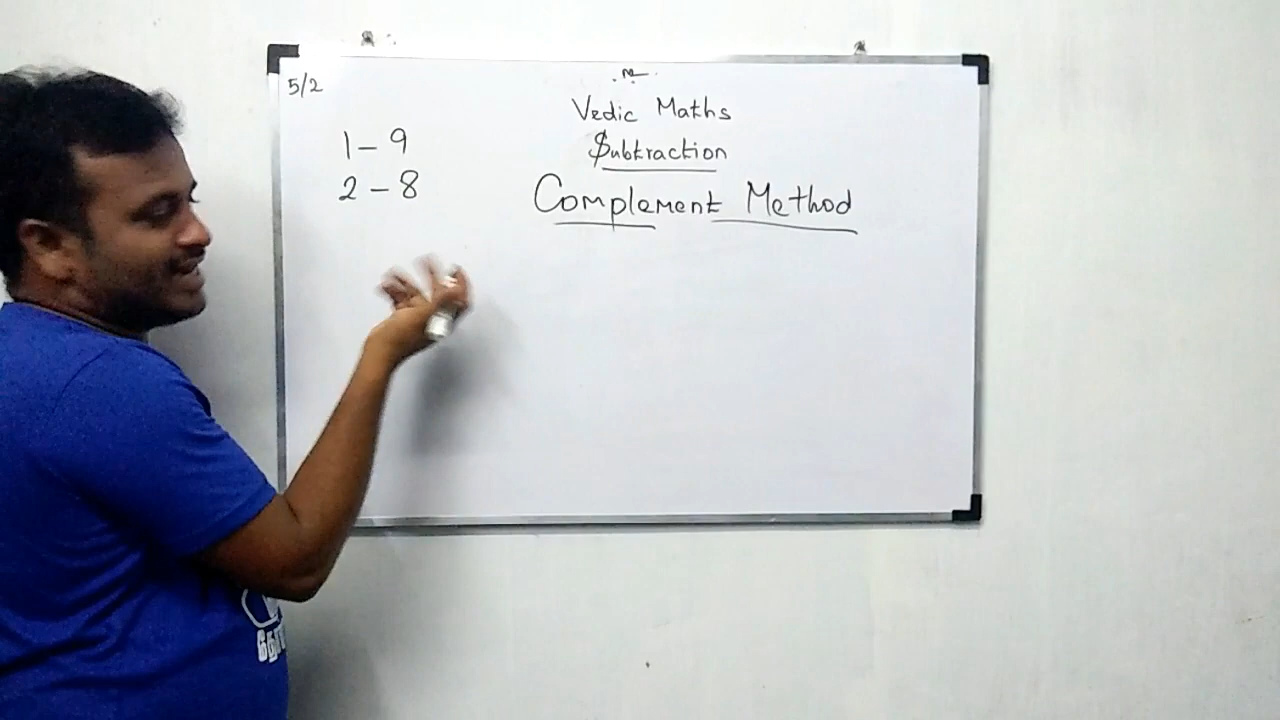 5/2
Vedic Maths
Subtraction
Complement Method
1 – 9
2 – 8